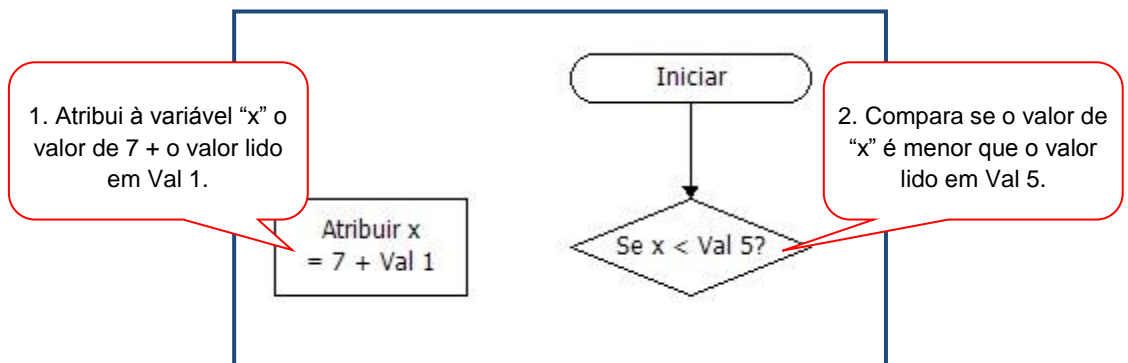 1. Atribui à variável “x” o
valor de 7 + o valor lido
em Val 1.
Atribuir x
= 7 + Val 1
Iniciar
Se x < Val 5?
2. Compara se o valor de
“x” é menor que o valor
lido em Val 5.